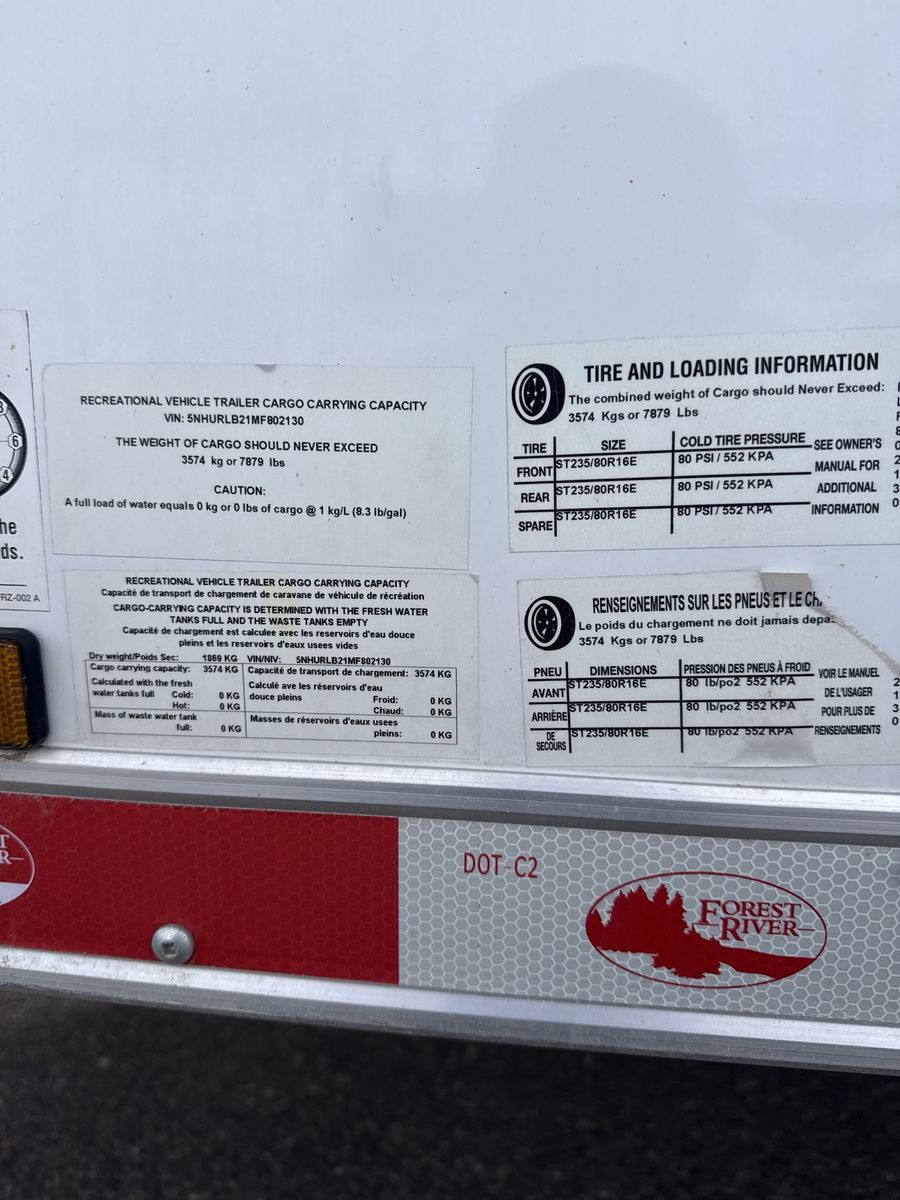 3
6
4
he
ds.
RZ-002 A
RECREATIONAL VEHICLE TRAILER CARGO CARRYING CAPACITY
VIN: 5NHURLB21MF802130
THE WEIGHT OF CARGO SHOULD NEVER EXCEED
3574 kg or 7879 lbs
CAUTION:
A full load of water equals 0 kg or 0 lbs of cargo @ 1 kg/L (8.3 lb/gal)
TIRE AND LOADING INFORMATION
The combined weight of Cargo should Never Exceed:
3574 Kgs or 7879 Lbs
TIRE SIZE COLD TIRE PRESSURE SEE OWNER'S
FRONT ST235/80R16E 80 PSI / 552 KPA MANUAL FOR
REAR ST235/80R16E 80 PSI / 552 KPA ADDITIONAL
SPARE ST235/80R16E 80 PSI / 552 KPA INFORMATION
RECREATIONAL VEHICLE TRAILER CARGO CARRYING CAPACITY
Capacité de transport de chargement de caravane de véhicule de récréation
CARGO-CARRYING CAPACITY IS DETERMINED WITH THE FRESH WATER
TANKS FULL AND THE WASTE TANKS EMPTY
Capacité de chargement est calculee avec les reservoirs d'eau douce
pleins et les reservoirs d'eaux usees vides
Dry weight/Poids Sec: 1869 KG VIN/NIV: 5NHURLB21MF802130
Cargo carrying capacity: 3574 KG Capacité de transport de chargement: 3574 KG
Calculated with the fresh Calculé ave les réservoirs d'eau
water tanks full Cold: 0 KG douce pleins Froid: 0 KG
Hot: 0 KG Chaud: 0 KG
Mass of waste water tank Masses de réservoirs d'eaux usees
full: 0 KG pleins: 0 KG
RENSEIGNEMENTS SUR LES PNEUS ET LE CH
Le poids du chargement ne doit jamais depa
3574 Kgs or 7879 Lbs
PNEU DIMENSIONS PRESSION DES PNEUS À FROID VOIR LE MANUEL
AVANT ST235/80R16E 80 lb/po2 552 KPA DE L'USAGER
ARRIÈRE ST235/80R16E 80 lb/po2 552 KPA POUR PLUS DE
DE SECOURS ST235/80R16E 80 lb/po2 552 KPA RENSEIGNEMENTS
DOT-C2
FOREST
RIVER